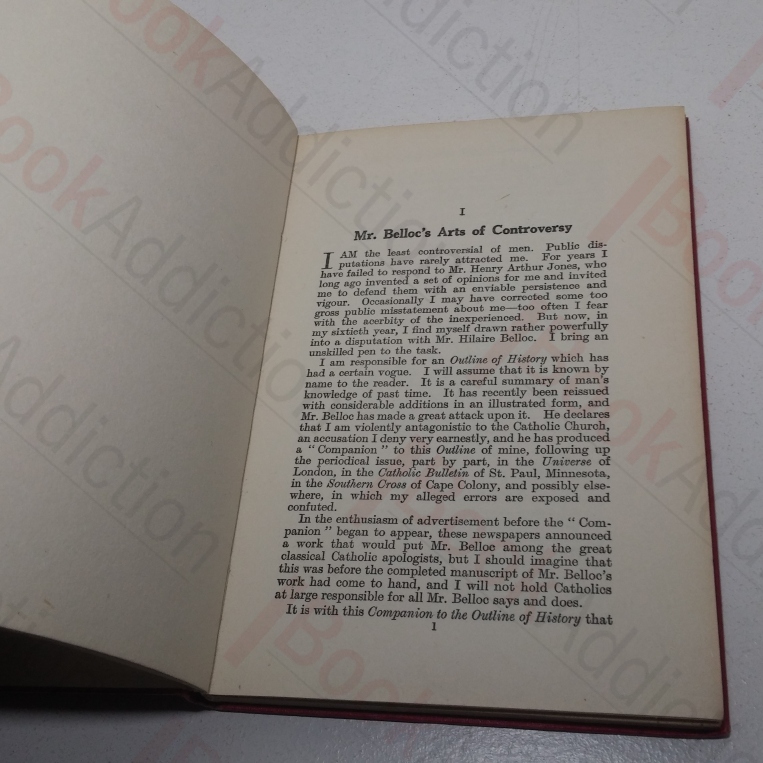 I
Mr. Belloc's Arts of Controversy
I AM the least controversial of men. Public dis-
putations have rarely attracted me. For years I
have failed to respond to Mr. Henry Arthur Jones, who
long ago invented a set of opinions for me and invited
me to defend them with an enviable persistence and
vigour. Occasionally I may have corrected some too
gross public misstatement about me—too often I fear
with the acerbity of the inexperienced. But now, in
my sixtieth year, I find myself drawn rather powerfully
into a disputation with Mr. Hilaire Belloc. I bring an
unskilled pen to the task.
I am responsible for an Outline of History which has
had a certain vogue. I will assume that it is known by
name to the reader. It is a careful summary of man's
knowledge of past time. It has recently been reissued
with considerable additions in an illustrated form, and
Mr. Belloc has made a great attack upon it. He declares
that I am violently antagonistic to the Catholic Church,
an accusation I deny very earnestly, and he has produced
a "Companion" to this Outline of mine, following up
the periodical issue, part by part, in the Universe of
London, in the Catholic Bulletin of St. Paul, Minnesota,
in the Southern Cross of Cape Colony, and possibly else-
where, in which my alleged errors are exposed and
confuted.
In the enthusiasm of advertisement before the "Com-
panion" began to appear, these newspapers announced
a work that would put Mr. Belloc among the great
classical Catholic apologists, but I should imagine that
this was before the completed manuscript of Mr. Belloc's
work had come to hand, and I will not hold Catholics
at large responsible for all Mr. Belloc says and does.
It is with this Companion to the Outline of History that
1
BookAddiction